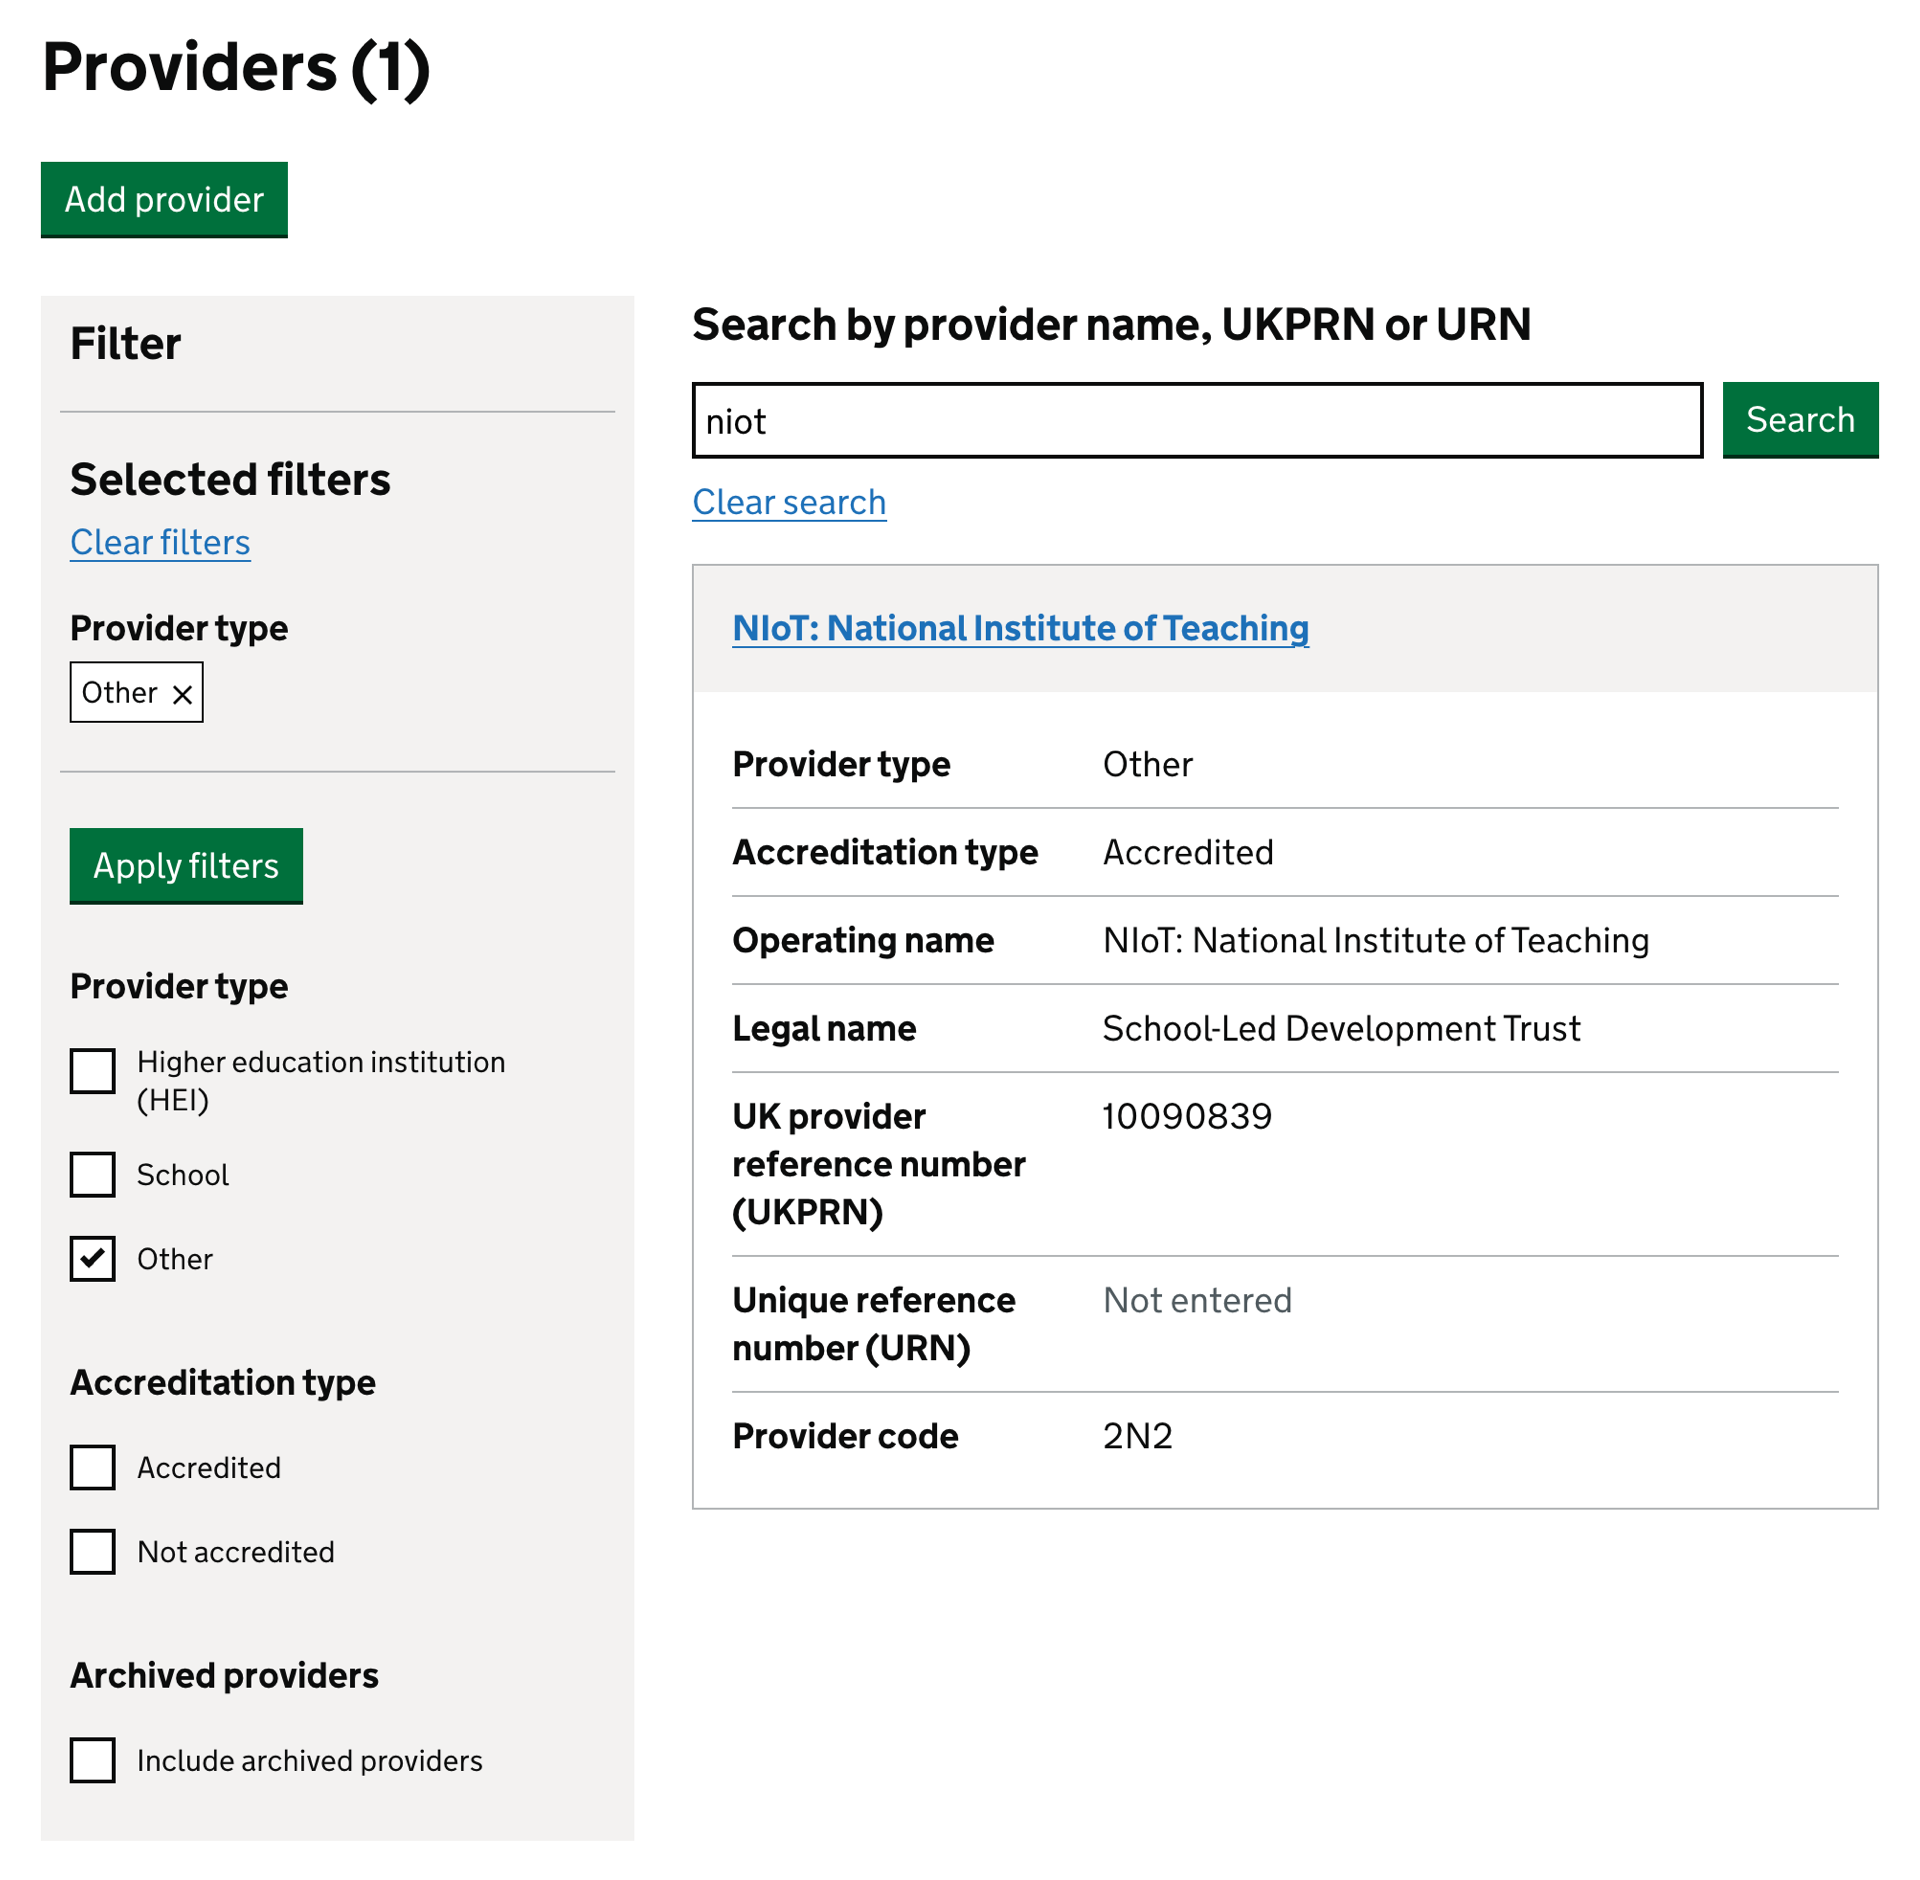 Providers (1)
Add provider
Filter
Selected filters
Clear filters
Provider type
Other
Apply filters
Provider type
Higher education institution
(HEI)
School
Other
Accreditation type
Accredited
Not accredited
Archived providers
Include archived providers
Search by provider name, UKPRN or URN
niot
Search
Clear search
NIoT: National Institute of Teaching
Provider type Other
Accreditation type Accredited
Operating name NIoT: National Institute of Teaching
Legal name School-Led Development Trust
UK provider 10090839
reference number
(UKPRN)
Unique reference Not entered
number (URN)
Provider code 2N2